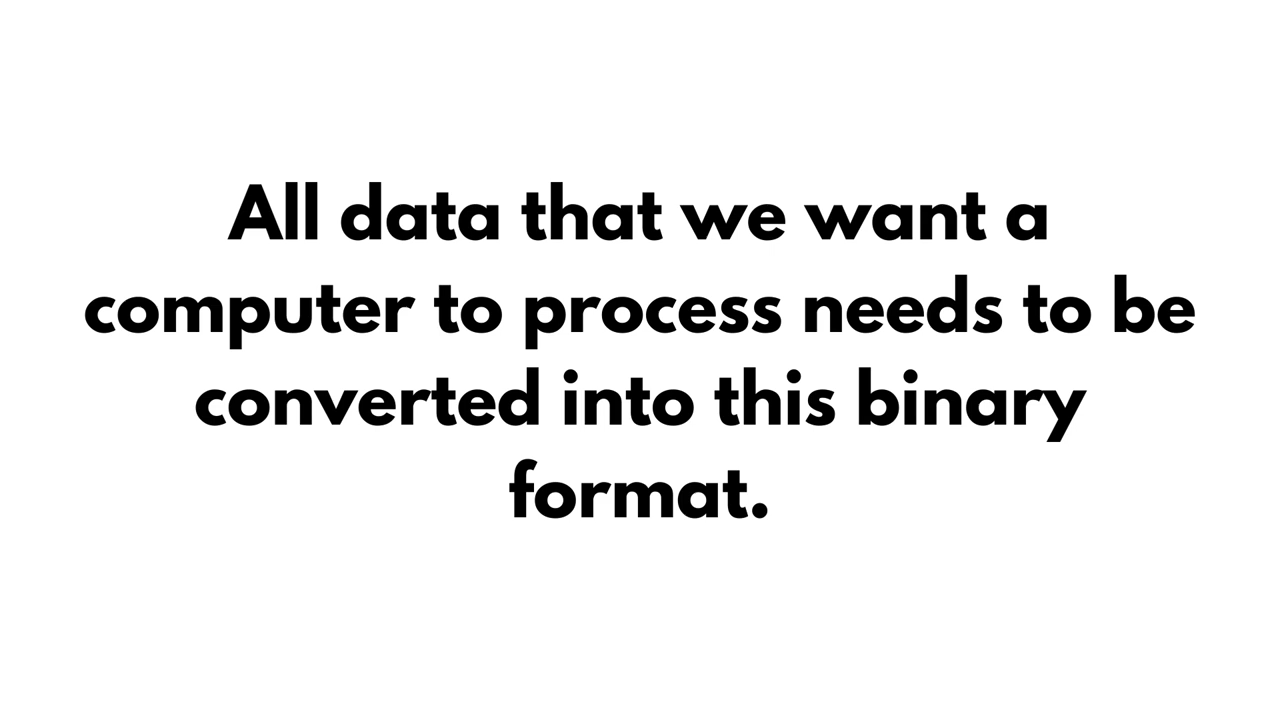 All data that we want a
computer to process needs to be
converted into this binary
format.